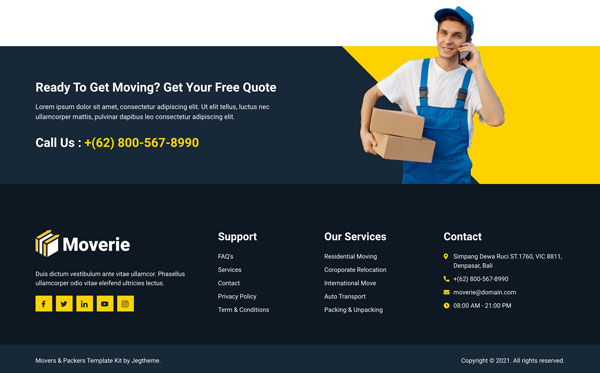 Ready To Get Moving? Get Your Free Quote
Lorem ipsum dolor sit amet, consectetur adipiscing elit. Ut elit tellus, luctus nec
ullamcorper mattis, pulvinar dapibus leo consectetur adipiscing elit.
Call Us : +(62) 800-567-8990
Moverie
Duis dictum vestibulum ante vitae ullamcor. Phasellus
ullamcorper odio vitae eleifend ultricies lectus.
Support
FAQ's
Services
Contact
Privacy Policy
Term & Conditions
Our Services
Residential Moving
Coroporate Relocation
International Move
Auto Transport
Packing & Unpacking
Contact
Simpang Dewa Ruci ST.1760, VIC 8811,
Denpasar, Bali
+(62) 800-567-8990
moverie@domain.com
08:00 AM - 21:00 PM
Movers & Packers Template Kit by Jegtheme.
Copyright © 2021. All rights reserved.